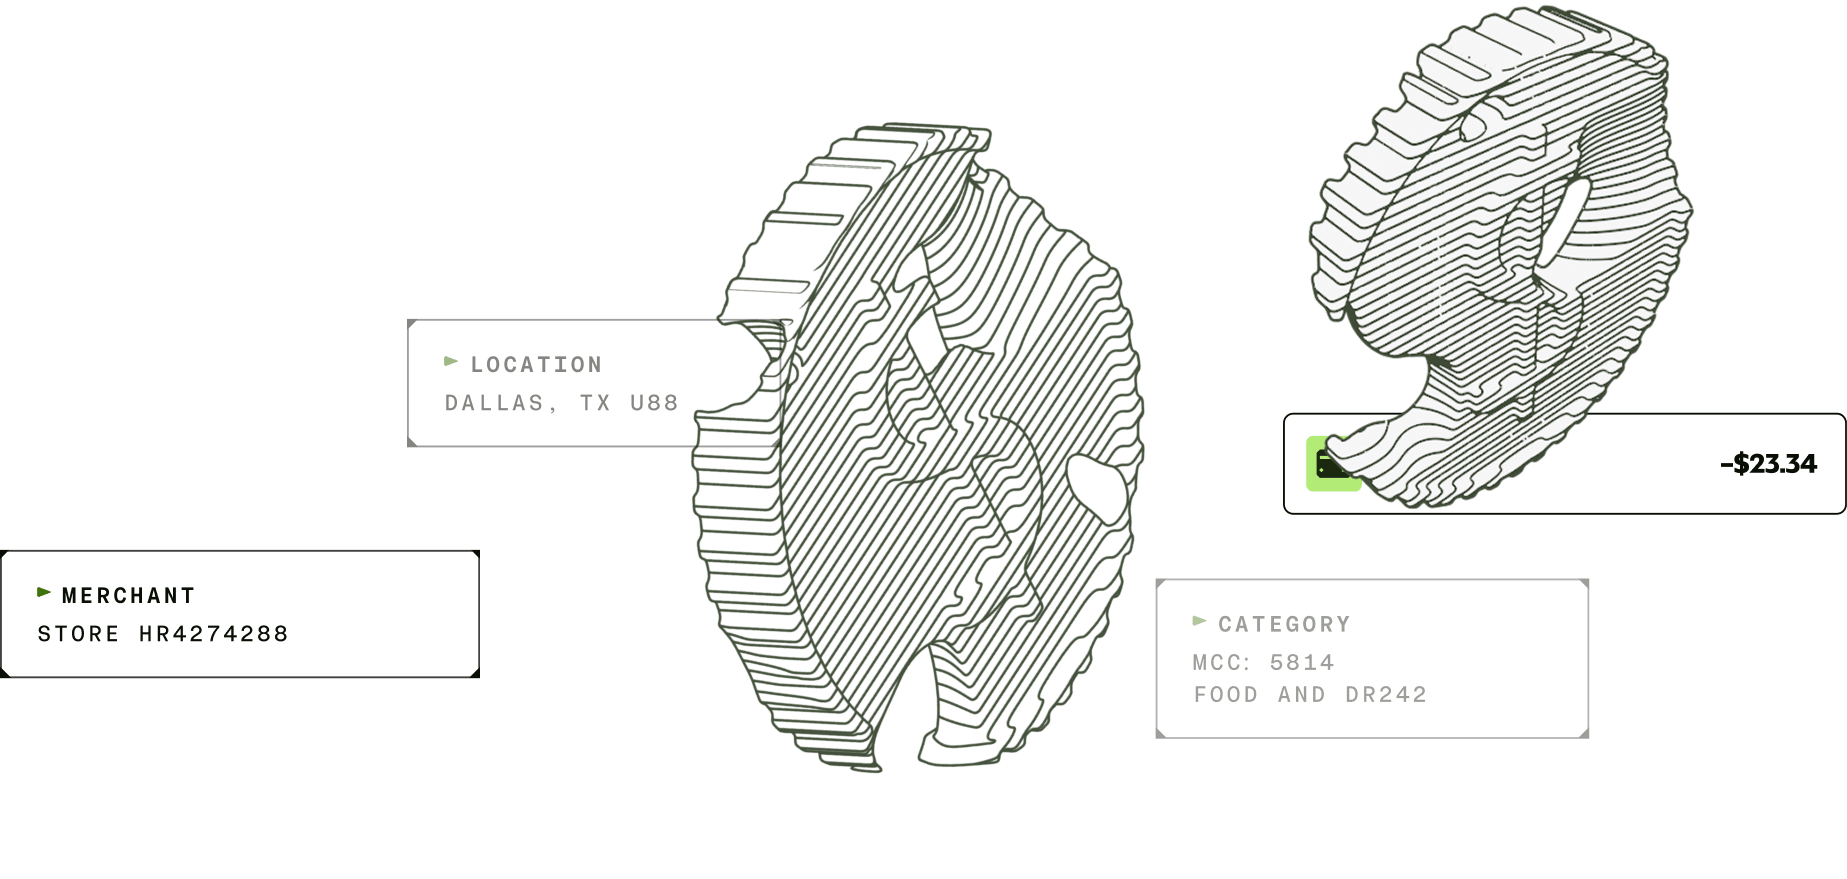 LOCATION
DALLAS, TX U88
-$23.34
MERCHANT
STORE HR4274288
CATEGORY
MCC: 5814
FOOD AND DR242